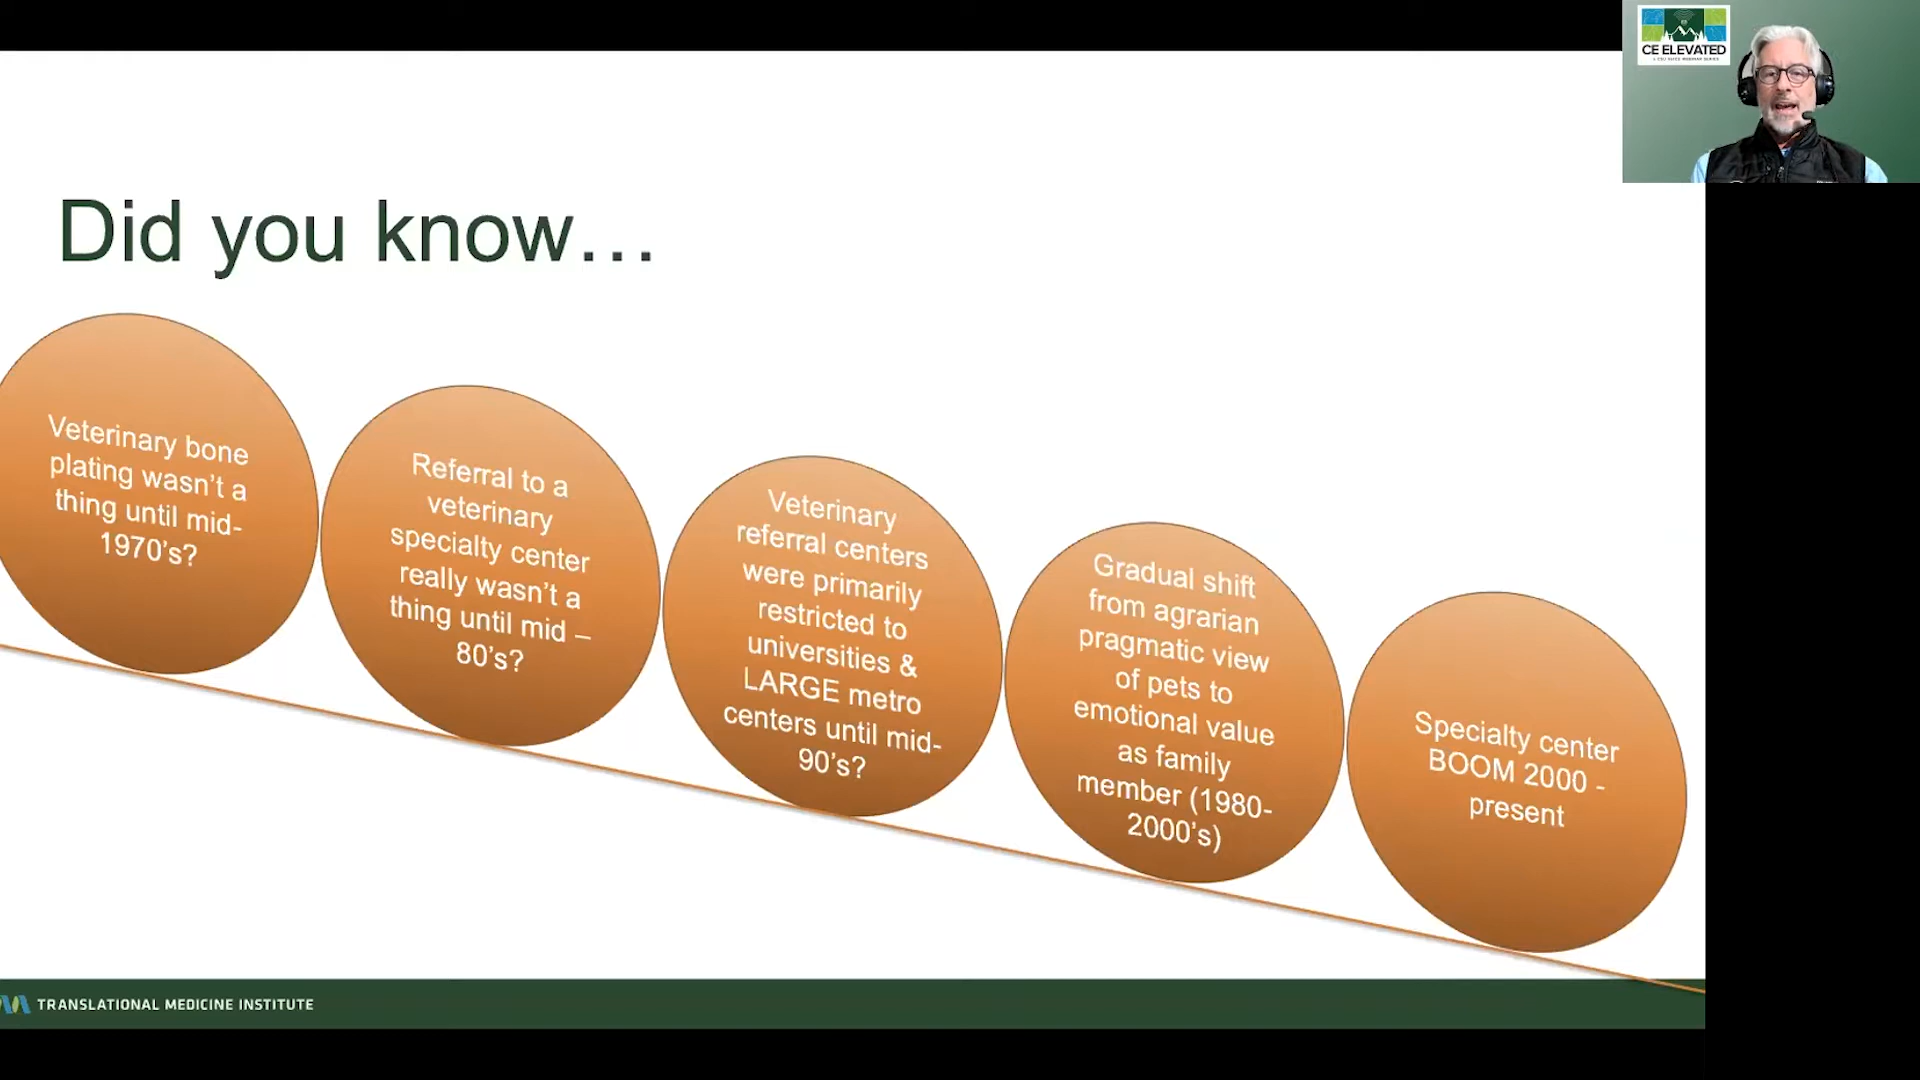 CE ELEVATED
Did you know…
Veterinary bone
plating wasn't a
thing until mid-
1970's?
Referral to a
veterinary
specialty center
really wasn't a
thing until mid –
80's?
Veterinary
referral centers
were primarily
restricted to
universities &
LARGE metro
centers until mid-
90's?
Gradual shift
from agrarian
pragmatic view
of pets to
emotional value
as family
member (1980-
2000's)
Specialty center
BOOM 2000 -
present
TRANSLATIONAL MEDICINE INSTITUTE